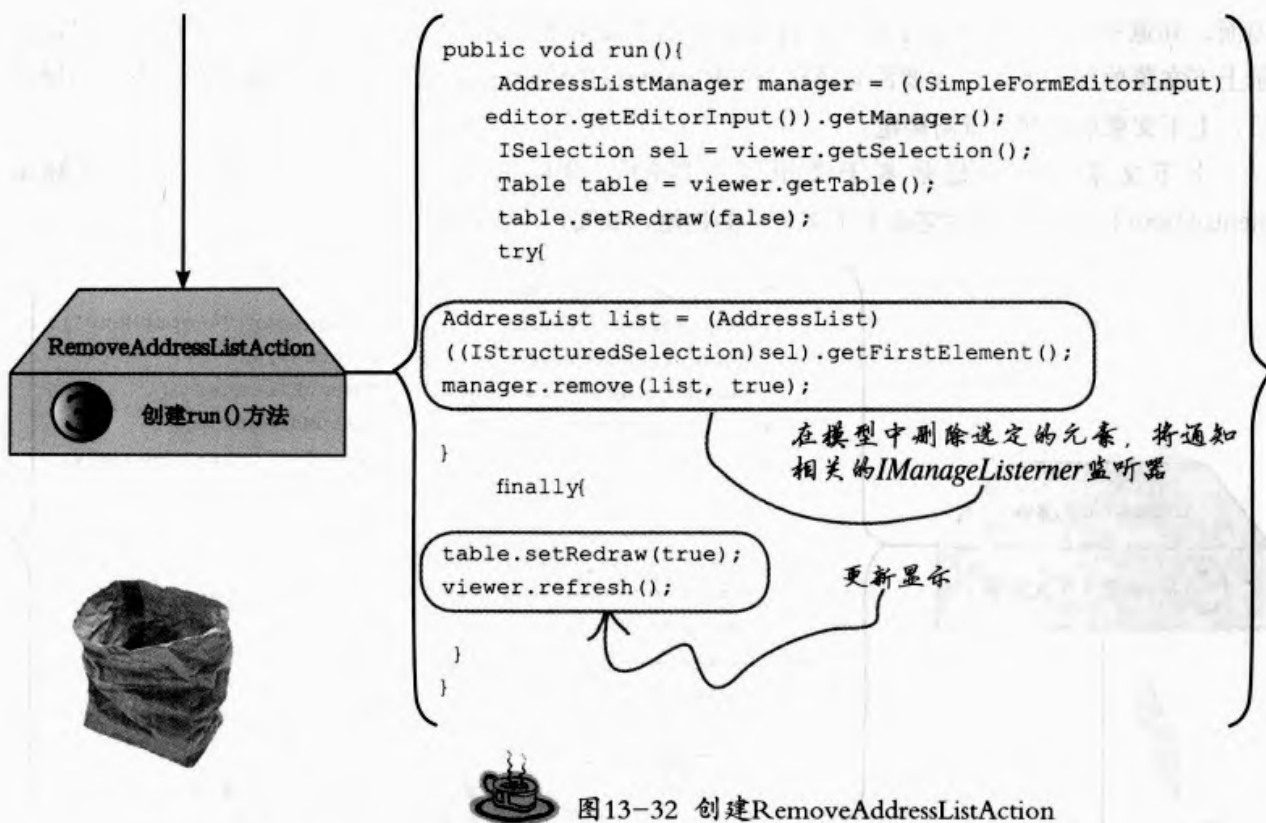 public void run(){
AddressListManager manager = ((SimpleFormEditorInput)
editor.getEditorInput()).getManager();
ISelection sel = viewer.getSelection();
Table table = viewer.getTable();
table.setRedraw(false);
try{
AddressList list = (AddressList)
((IStructuredSelection)sel).getFirstElement();
manager.remove(list, true);
RemoveAddressListAction
3 创建run()方法
在模型中删除选定的元素，将通知
相关的IManageListerner监听器
}
finally{
table.setRedraw(true);
viewer.refresh();
更新显示
}
}
图13-32 创建RemoveAddressListAction